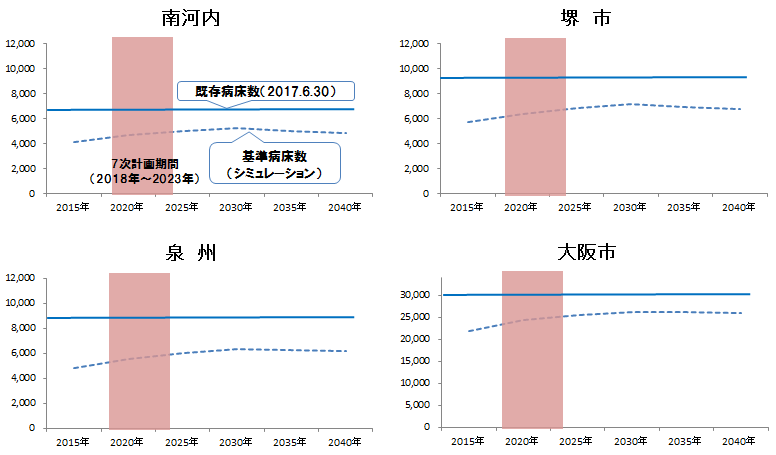 南河内
12,000
10,000
8,000
6,000
4,000
2,000
0
既存病床数(2017.6.30)
基準病床数
(シミュレーション)
7次計画期間
(2018年～2023年)
2015年 2020年 2025年 2030年 2035年 2040年
堺 市
12,000
10,000
8,000
6,000
4,000
2,000
0
2015年 2020年 2025年 2030年 2035年 2040年
泉 州
12,000
10,000
8,000
6,000
4,000
2,000
0
2015年 2020年 2025年 2030年 2035年 2040年
大阪市
30,000
25,000
20,000
15,000
10,000
5,000
0
2015年 2020年 2025年 2030年 2035年 2040年